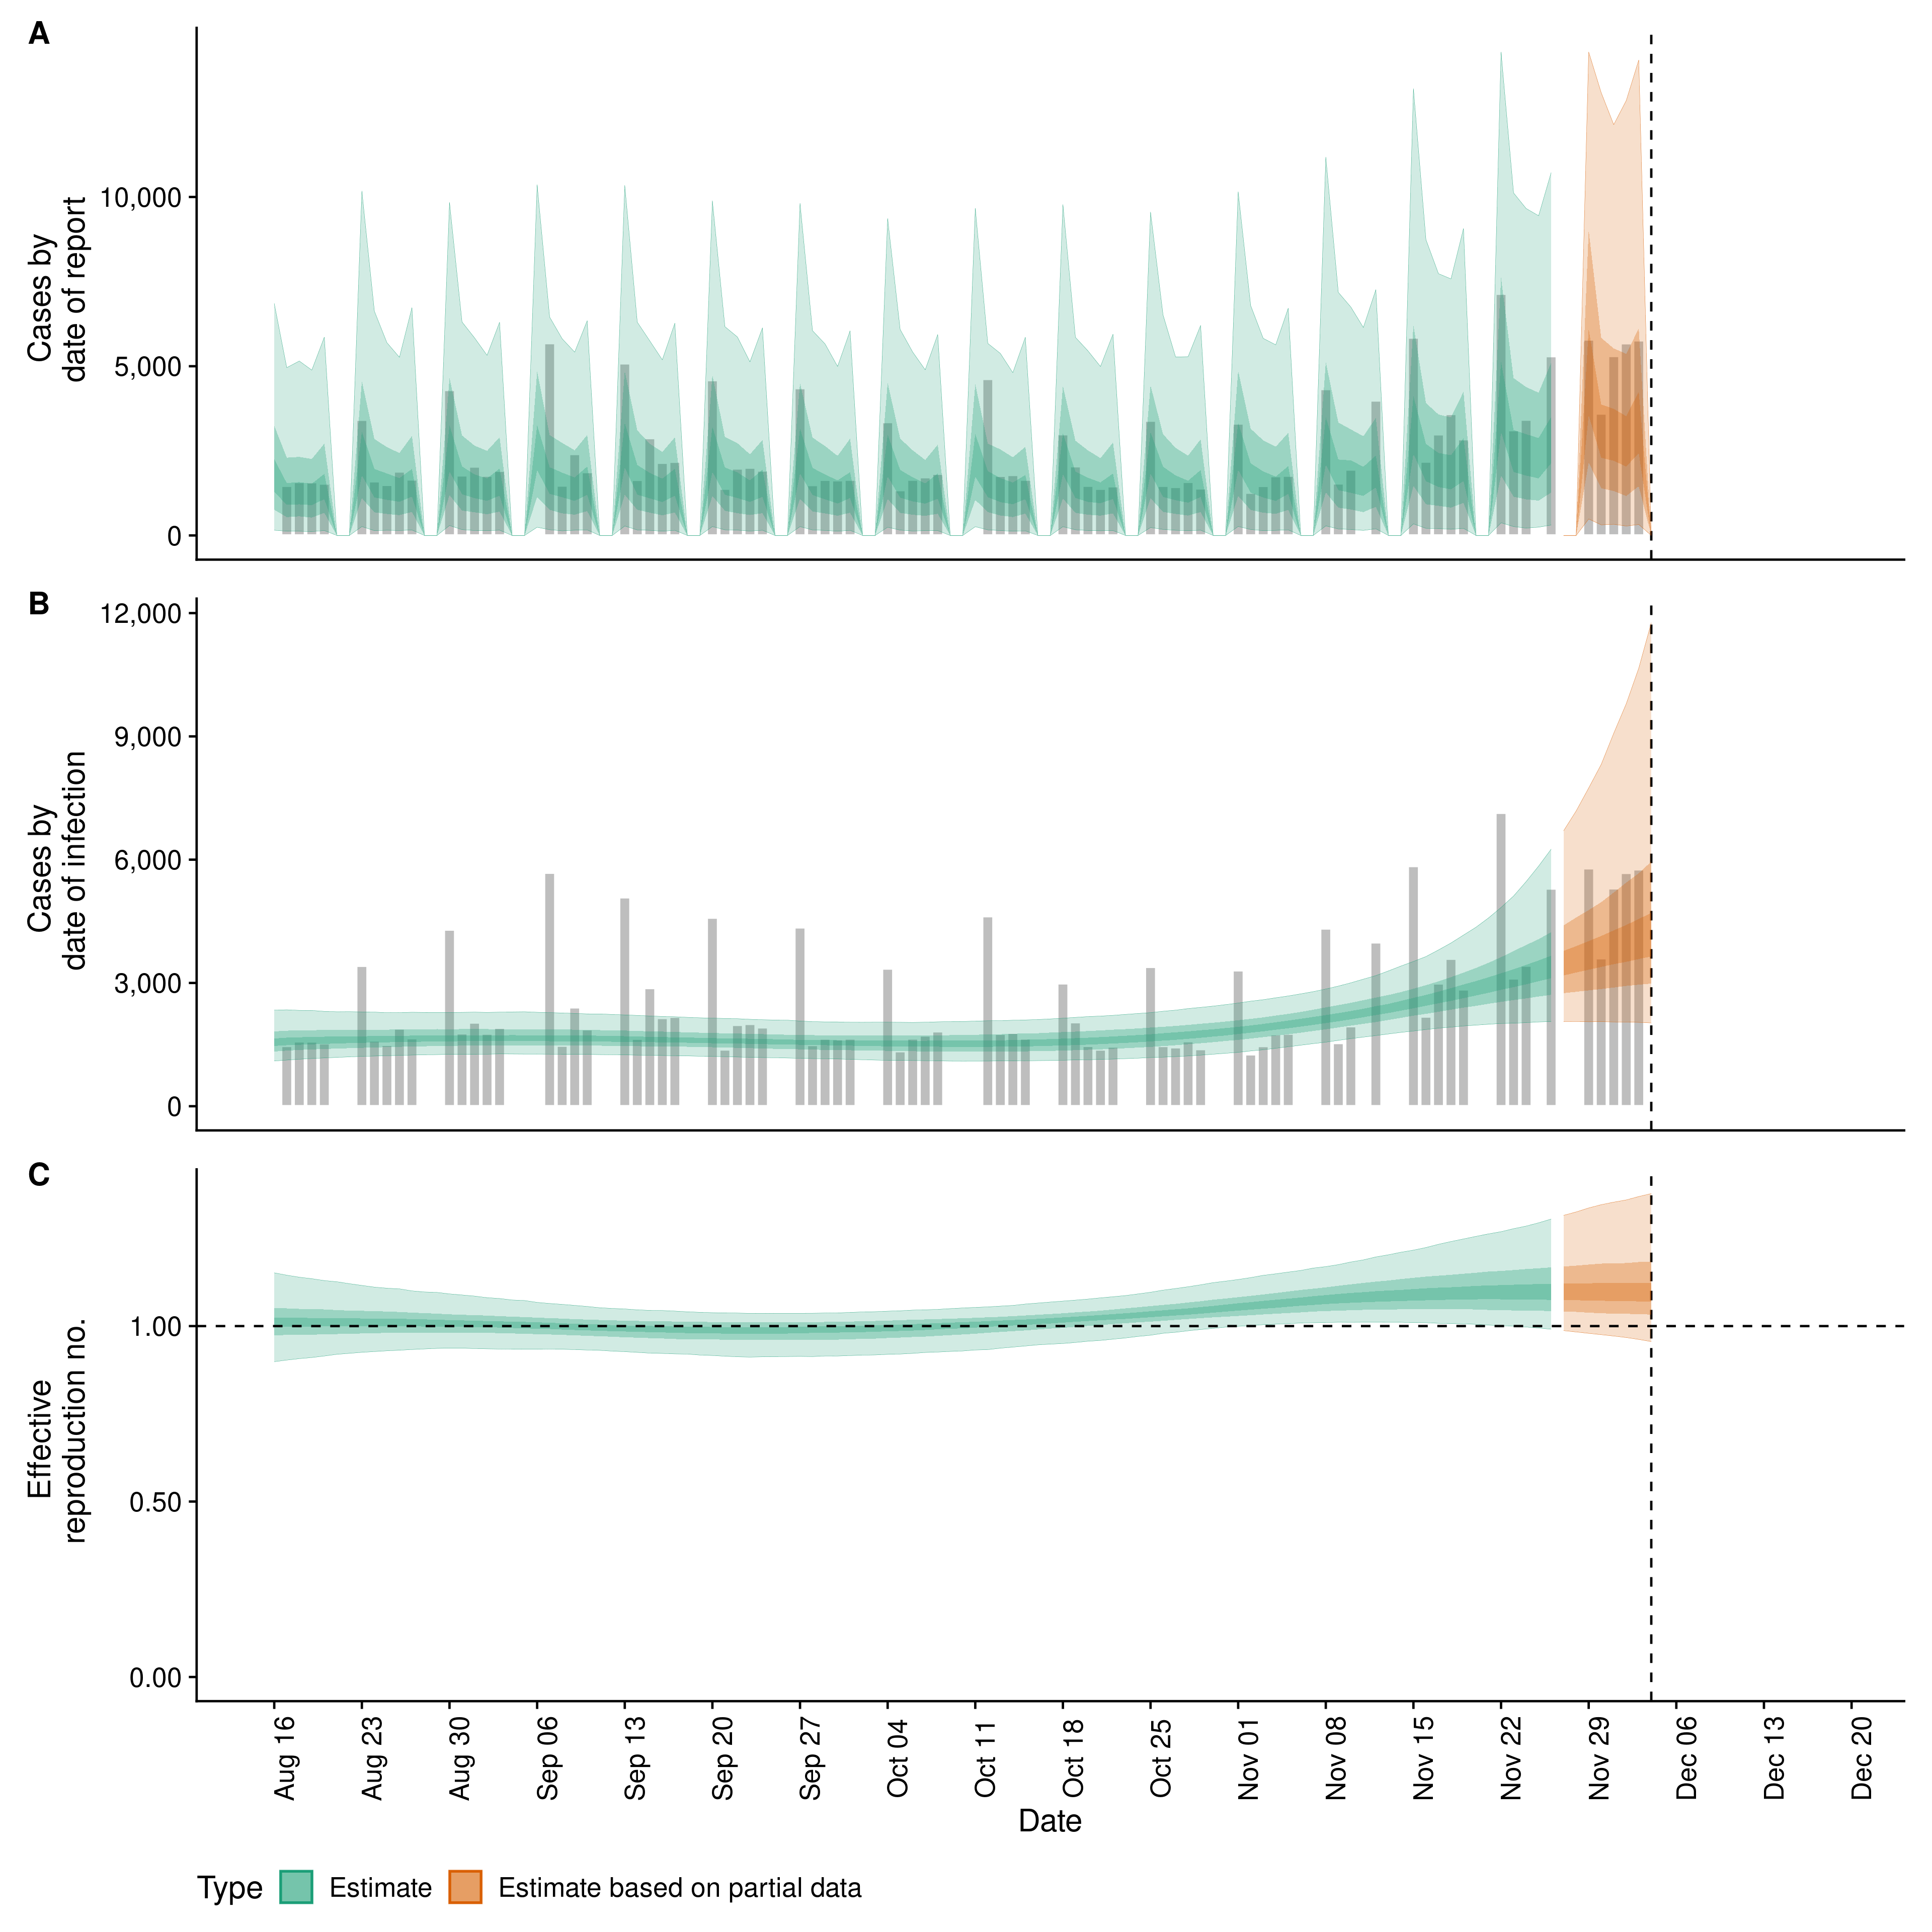 A
Cases by
date of report
10,000
5,000
0
B
Cases by
date of infection
12,000
9,000
6,000
3,000
0
C
Effective
reproduction no.
1.00
0.50
0.00
Aug 16
Aug 23
Aug 30
Sep 06
Sep 13
Sep 20
Sep 27
Oct 04
Oct 11
Oct 18
Oct 25
Nov 01
Nov 08
Nov 15
Nov 22
Nov 29
Dec 06
Dec 13
Dec 20
Date
Type Estimate Estimate based on partial data